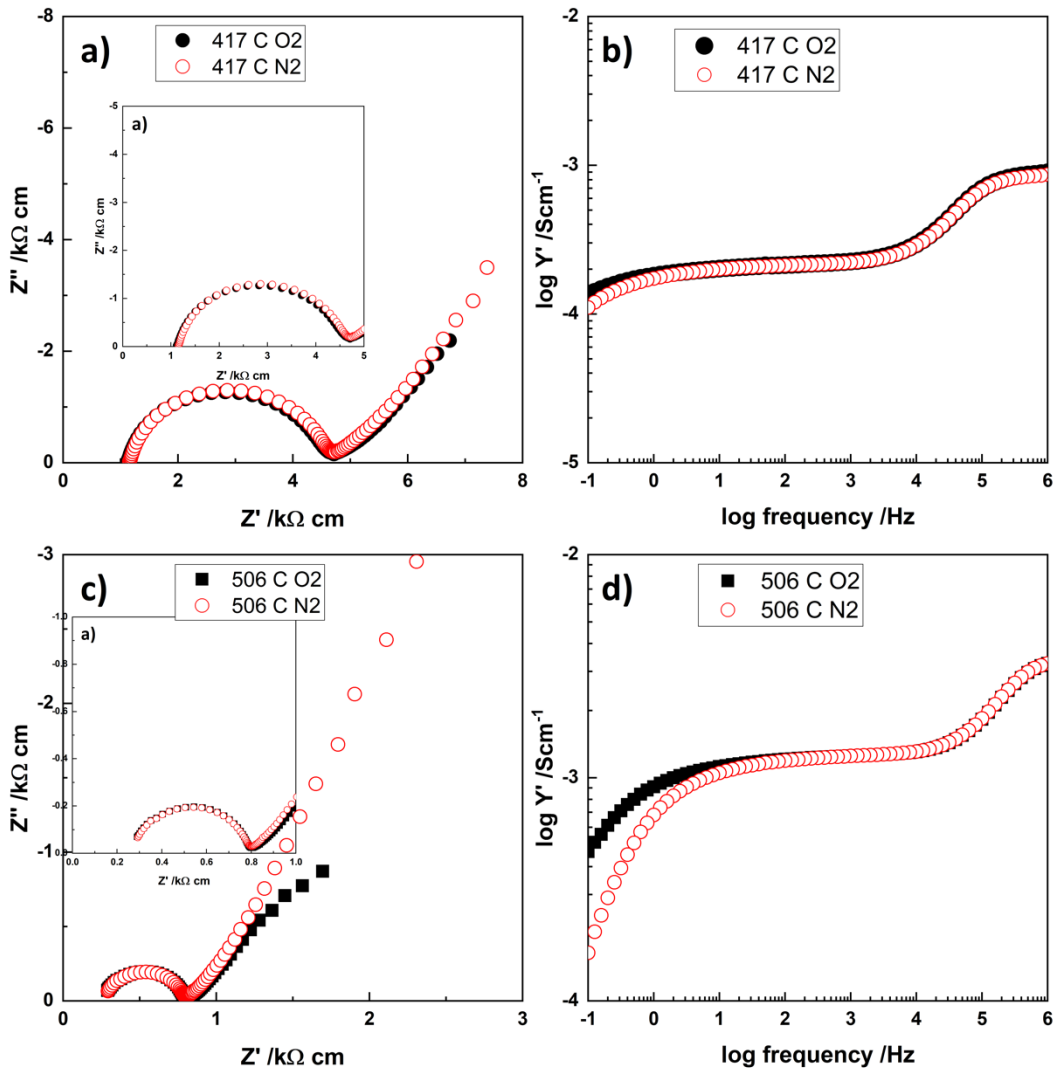 a)
417 C O2
417 C N2
-8
-6
-4
-2
0
0 2 4 6 8
Z'' /kΩ cm
Z' /kΩ cm
a)
-5
-4
-3
-2
-1
0
0 1 2 3 4 5
Z'' /kΩ cm
Z' /kΩ cm
b)
417 C O2
417 C N2
-2
-3
-4
-5
-1 0 1 2 3 4 5 6
log Y' /Scm-1
log frequency /Hz
c)
506 C O2
506 C N2
-3
-2
-1
0
0 1 2 3
Z'' /kΩ cm
Z' /kΩ cm
a)
-1.0
-0.8
-0.6
-0.4
-0.2
0.0
0.0 0.2 0.4 0.6 0.8 1.0
Z' /kΩ cm
d)
506 C O2
506 C N2
-2
-3
-4
-1 0 1 2 3 4 5 6
log Y' /Scm-1
log frequency /Hz